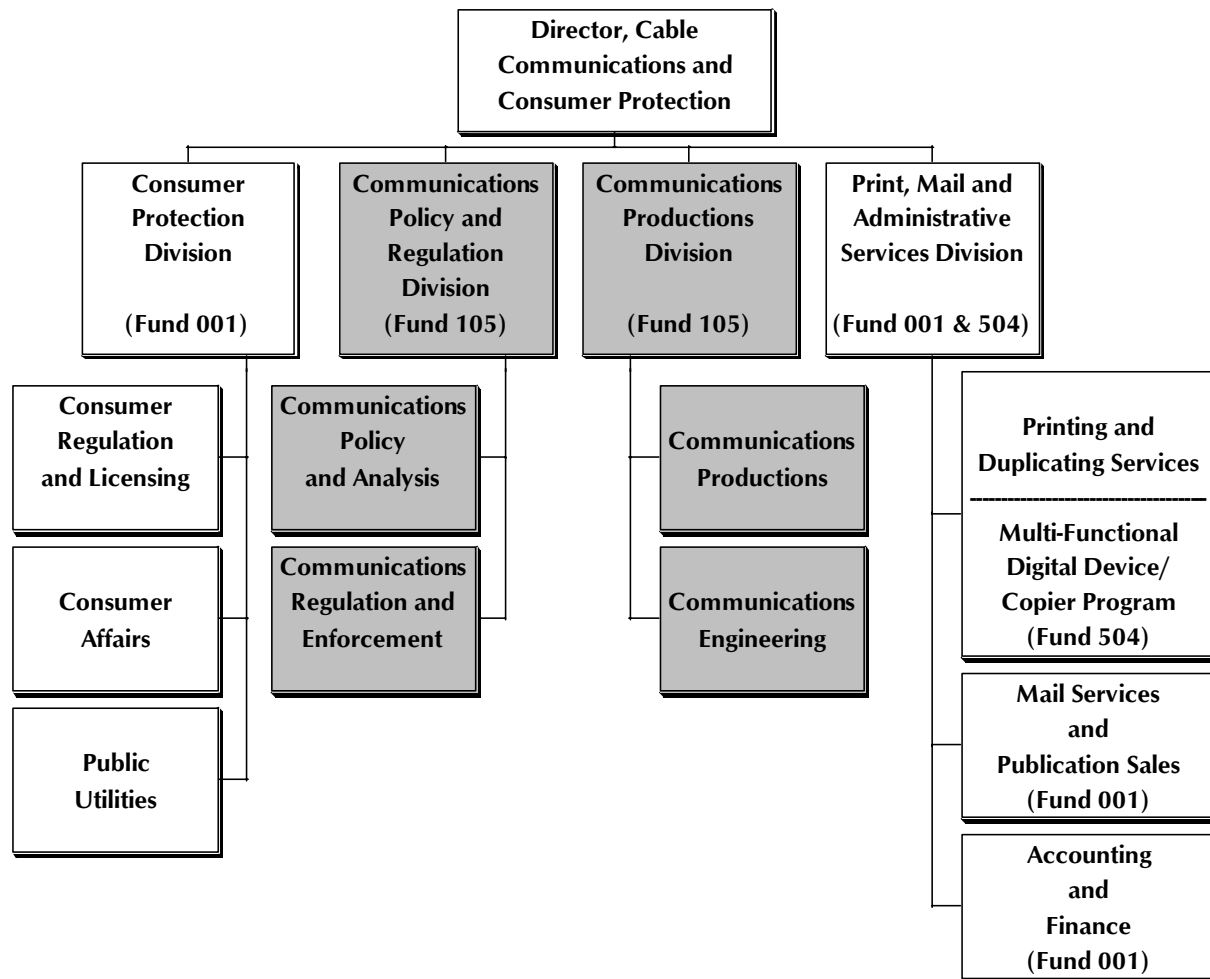 Director, Cable
Communications and
Consumer Protection
Consumer
Protection
Division
(Fund 001)
Communications
Policy and
Regulation
Division
(Fund 105)
Communications
Productions
Division
(Fund 105)
Print, Mail and
Administrative
Services Division
(Fund 001 & 504)
Consumer
Regulation
and Licensing
Consumer
Affairs
Public
Utilities
Communications
Policy
and Analysis
Communications
Regulation and
Enforcement
Communications
Productions
Communications
Engineering
Printing and
Duplicating Services
--------------------------------------
Multi-Functional
Digital Device/
Copier Program
(Fund 504)
Mail Services
and
Publication Sales
(Fund 001)
Accounting
and
Finance
(Fund 001)